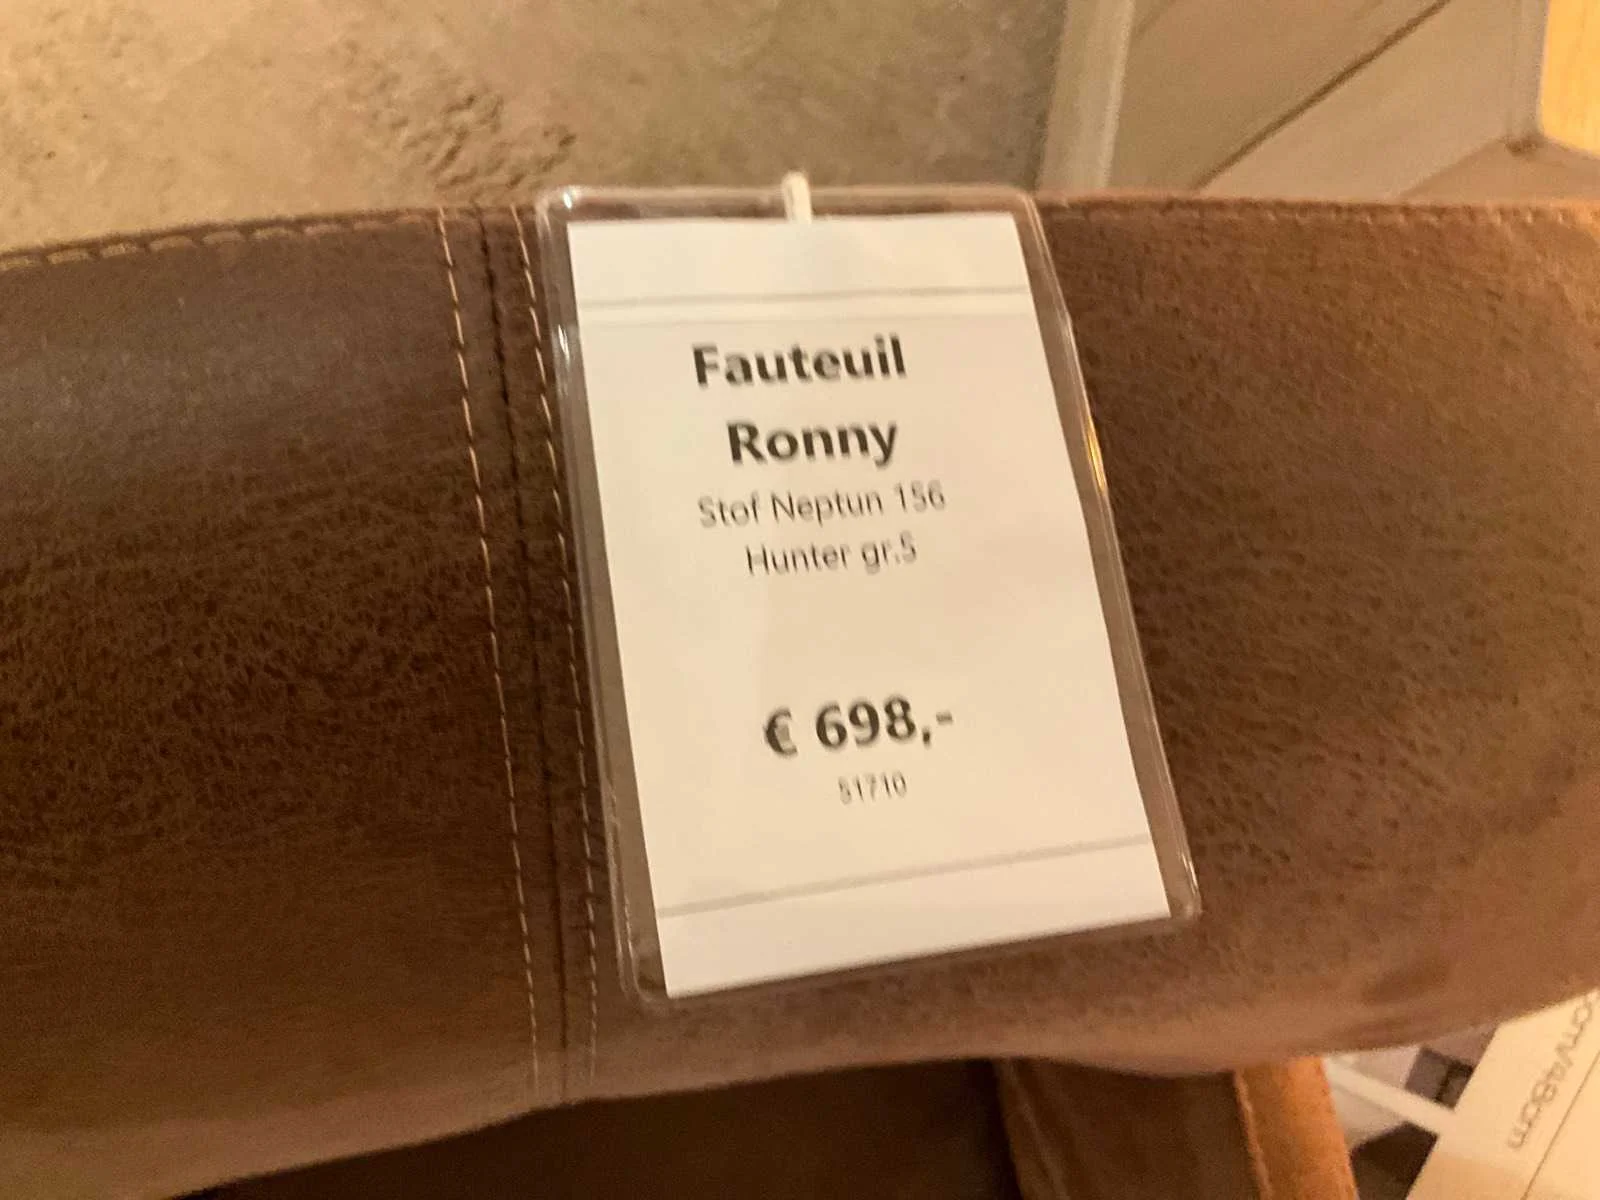 Fauteuil
Ronny
Stof Neptun 156
Hunter gr.5
€ 698,-
51710